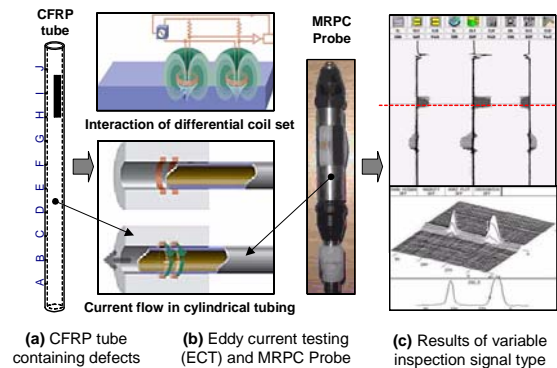 CFRP
tube
J
I
H
G
F
E
D
C
B
A
Interaction of differential coil set
Current flow in cylindrical tubing
MRPC
Probe
(a) CFRP tube
containing defects
(b) Eddy current testing
(ECT) and MRPC Probe
(c) Results of variable
inspection signal type